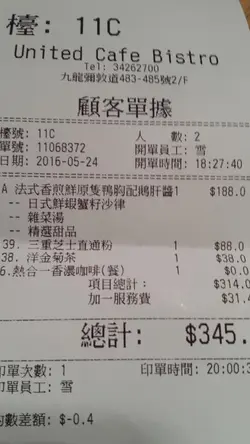 檯: 11C
United Cafe Bistro
Tel: 34262700
九龍彌敦道483-485號2/F
顧客單據
檯號: 11C 人 數: 2
單號: 11068372 開單員工: 雪
日期: 2016-05-24 開單時間: 18:27:40
A 法式香煎鮮原隻鴨胸配鵝肝醬1 $188.0
-- 日式鮮蝦蟹籽沙律
-- 雜菜湯
-- 精選甜品
39. 三重芝士直通粉 1 $88.0
38. 洋金菊茶 1 $38.0
6.熱合一香濃咖啡(餐) 1 $0.0
項目總計: $314.0
加一服務費 $31.4
總計: $345.
印單次數: 1 印單時間: 20:00:3
印單員工: 雪
數差額: $-0.4